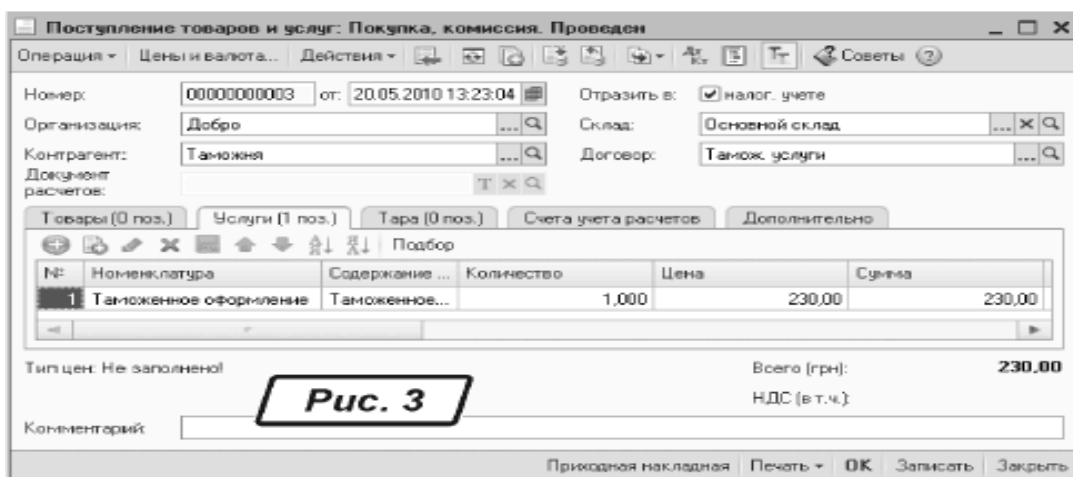 Поступление товаров и услуг: Покупка, комиссия. Проведен
Операция Цены и валюта... Действия Советы
Номер: 00000000003 от: 20.05.2010 13:23:04 Отразить в: налог. учете
Организация: Добро Склад: Основной склад
Контрагент: Таможня Договор: Тамож. услуги
Документ
расчетов:
Товары (0 поз.) Услуги (1 поз.) Тара (0 поз.) Счета учета расчетов Дополнительно
Подбор
№ Номенклатура Содержание ... Количество Цена Сумма
1 Таможенное оформление Таможенное... 1,000 230,00 230,00
Тип цен: Не заполнено! Всего (грн): 230,00
Рис. 3 НДС (в т.ч.):
Комментарий:
Приходная накладная Печать OK Записать Закрыть